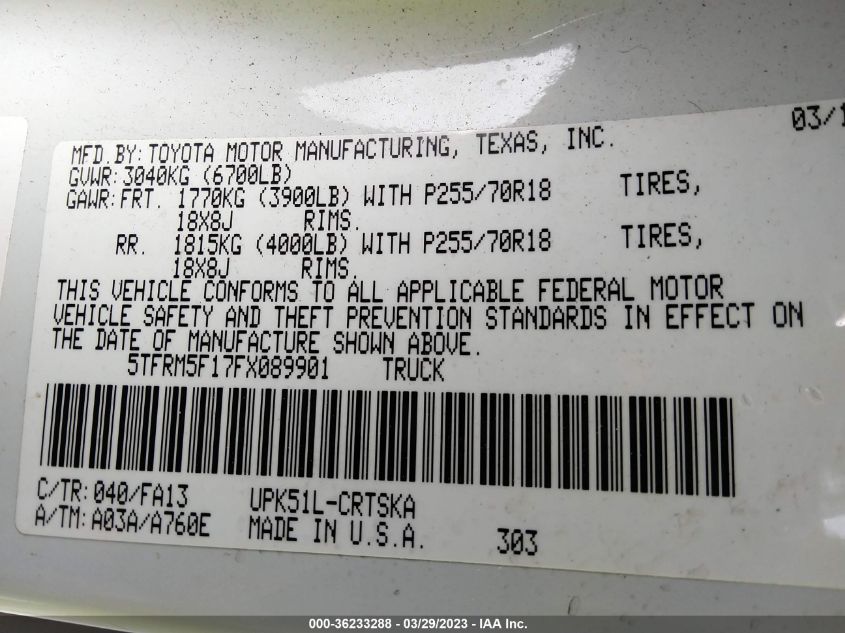 03/1
MFD.BY: TOYOTA MOTOR MANUFACTURING, TEXAS, INC.
GVWR: 3040KG (6700LB)
GAWR: FRT. 1770KG (3900LB) WITH P255/70R18 TIRES,
18X8J RIMS.
RR. 1815KG (4000LB) WITH P255/70R18 TIRES,
18X8J RIMS.
THIS VEHICLE CONFORMS TO ALL APPLICABLE FEDERAL MOTOR
VEHICLE SAFETY AND THEFT PREVENTION STANDARDS IN EFFECT ON
THE DATE OF MANUFACTURE SHOWN ABOVE.
5TFRM5F17FX089901 TRUCK
C/TR: 040/FA13 UPK51L-CRTSKA
A/TM: A03A/A760E MADE IN U.S.A. 303
000-36233288 - 03/29/2023 - IAA Inc.